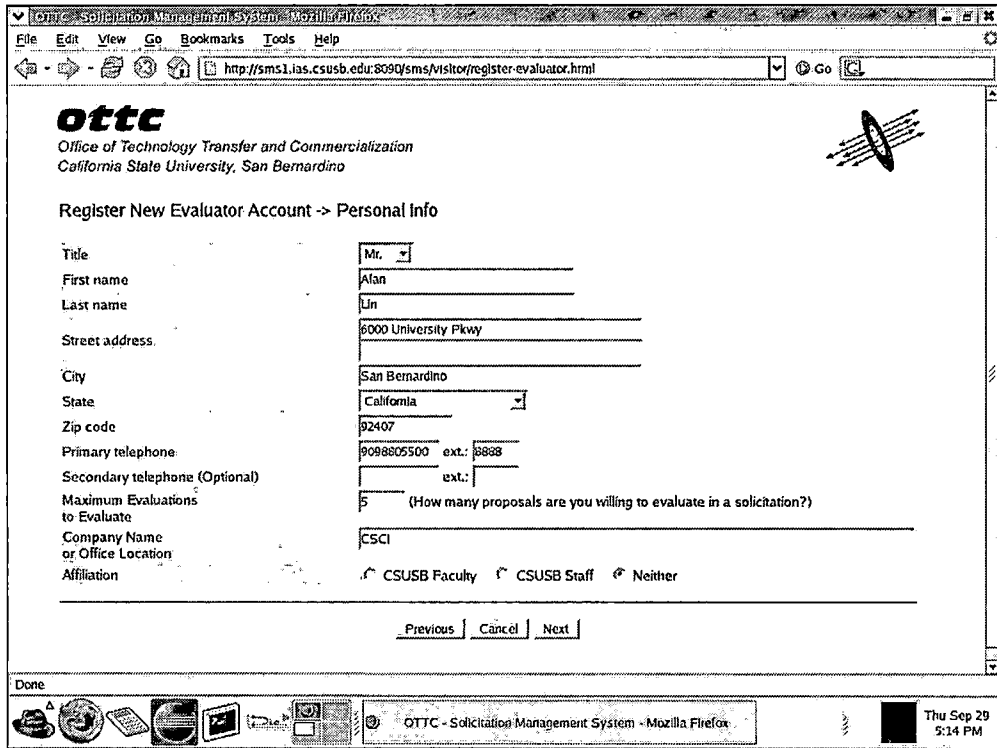 OTTC - Solicitation Management System - Mozilla Firefox
File Edit View Go Bookmarks Tools Help
http://sms1.ias.csusb.edu:8090/sms/visitor/register-evaluator.html Go
ottc
Office of Technology Transfer and Commercialization
California State University, San Bernardino
Register New Evaluator Account -> Personal Info
Title Mr.
First name Alan
Last name Lin
Street address 6000 University Pkwy
City San Bernardino
State California
Zip code 92407
Primary telephone 9098805500 ext.: 8888
Secondary telephone (Optional) ext.:
Maximum Evaluations 5 (How many proposals are you willing to evaluate in a solicitation?)
to Evaluate
Company Name CSCI
or Office Location
Affiliation CSUSB Faculty CSUSB Staff Neither
Previous Cancel Next
Done
OTTC - Solicitation Management System - Mozilla Firefox
Thu Sep 29
5:14 PM